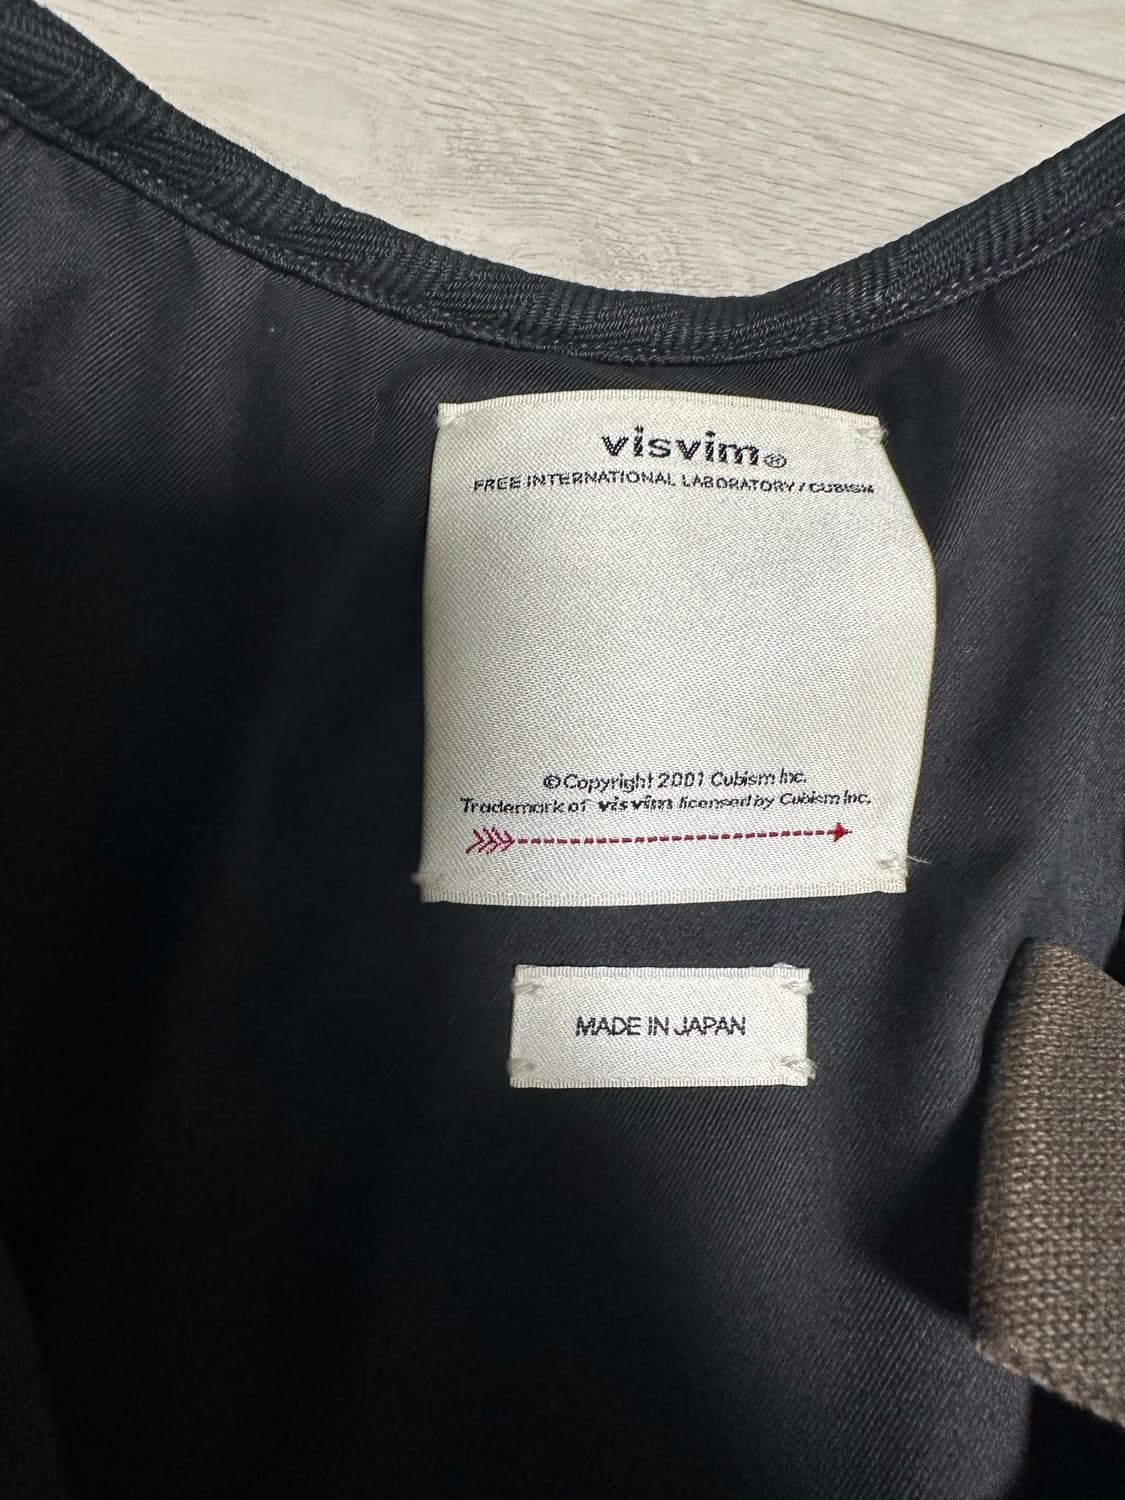 visvim®
FREE INTERNATIONAL LABORATORY / CUBISM
© Copyright 2001 Cubism Inc.
Trademark of visvim licensed by Cubism Inc.
MADE IN JAPAN